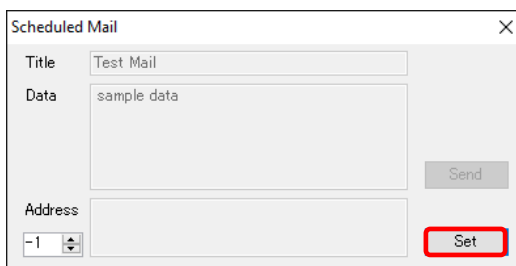 Scheduled Mail
Title
Test Mail
Data
sample data
Send
Address
-1
Set